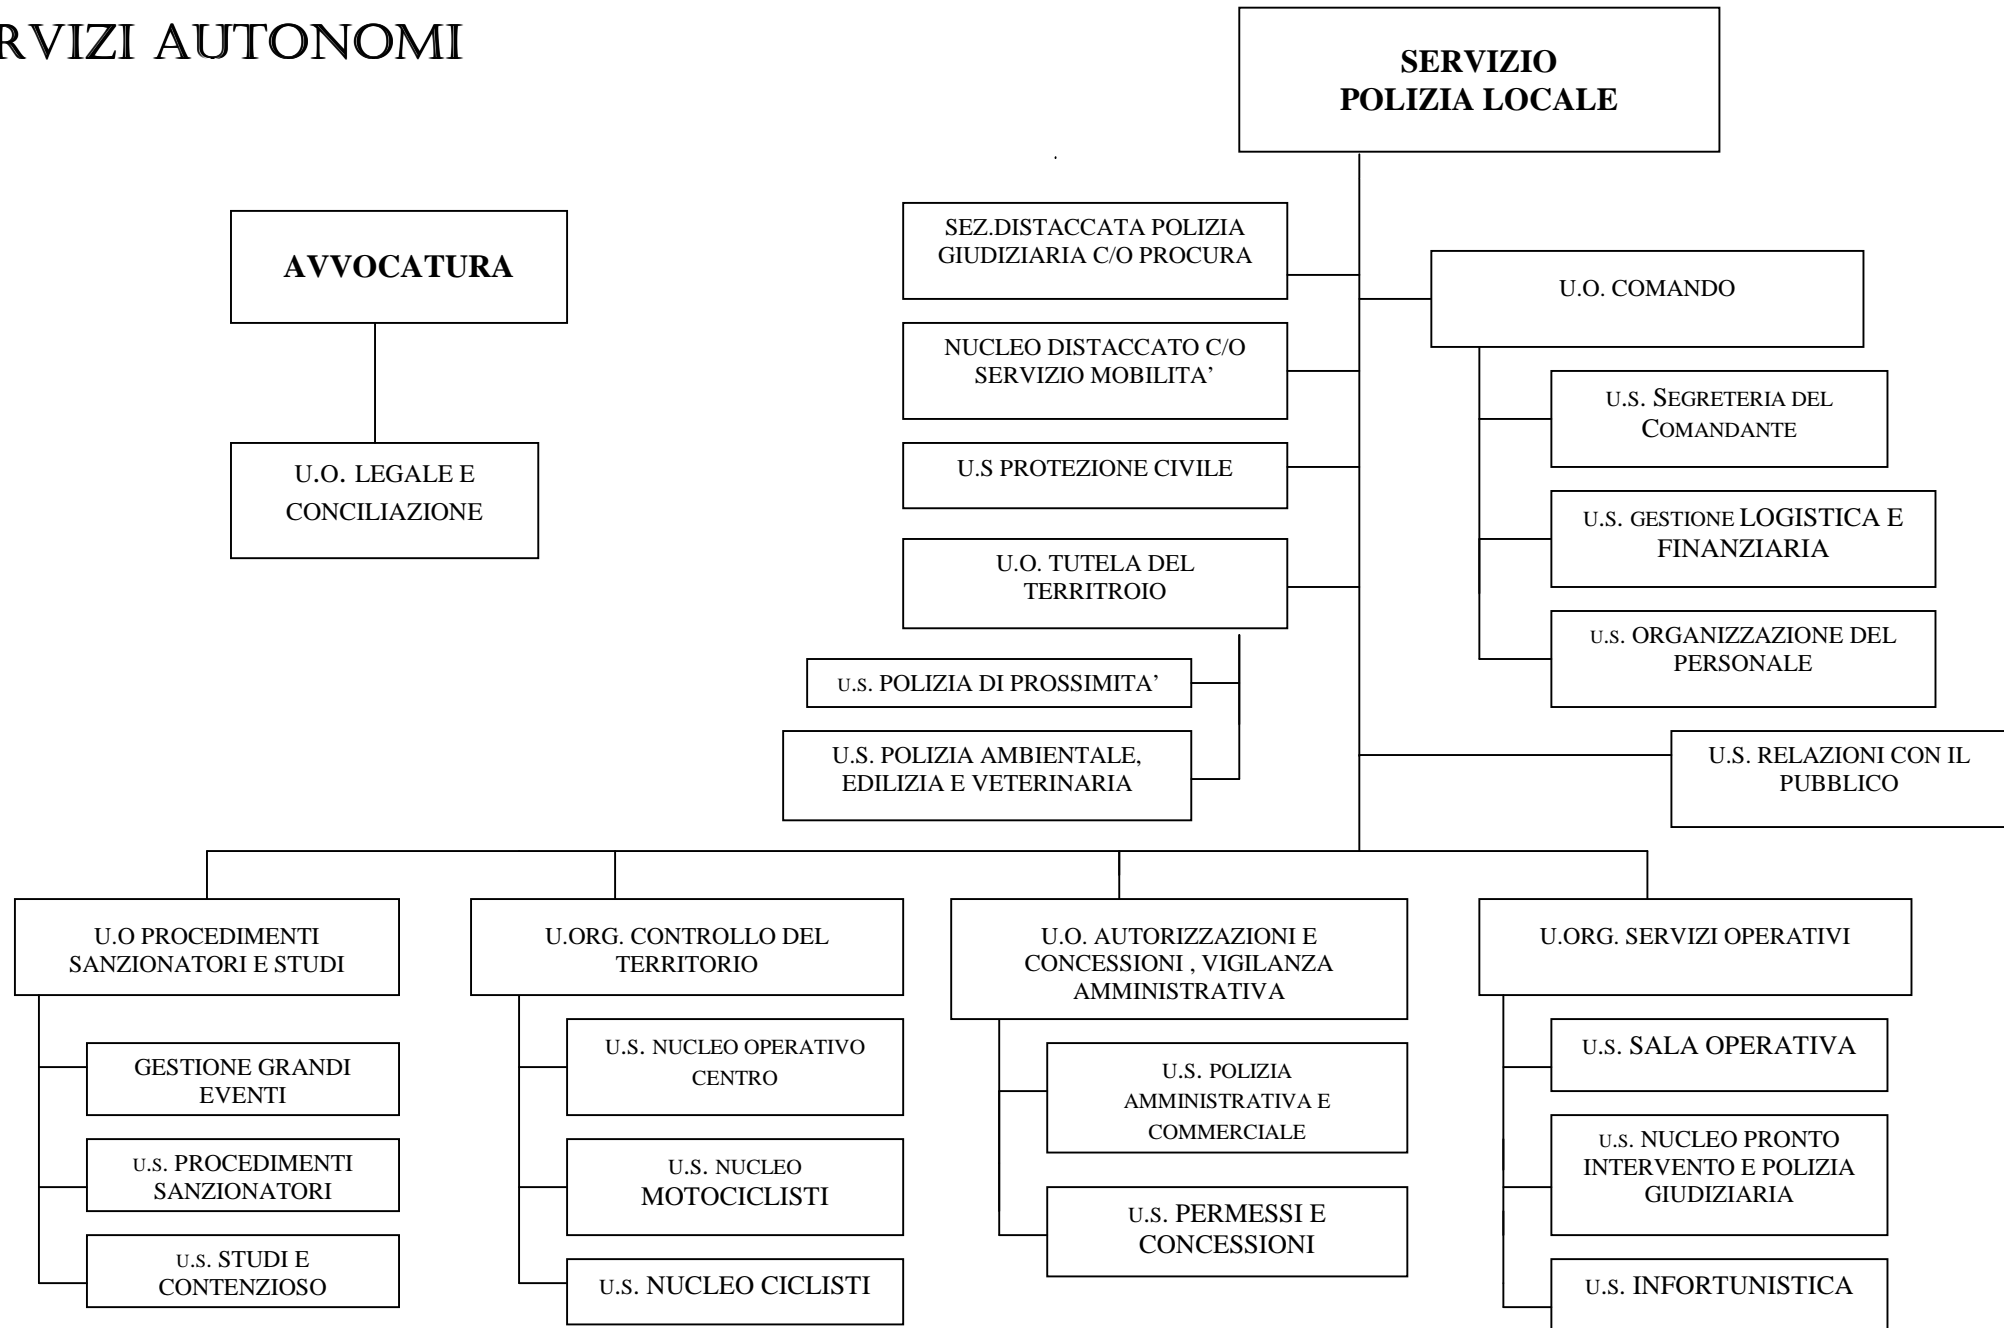 RVIZI AUTONOMI
SERVIZIO
POLIZIA LOCALE
AVVOCATURA
U.O. LEGALE E
CONCILIAZIONE
SEZ.DISTACCATA POLIZIA
GIUDIZIARIA C/O PROCURA
NUCLEO DISTACCATO C/O
SERVIZIO MOBILITA’
U.S PROTEZIONE CIVILE
U.O. TUTELA DEL
TERRITROIO
U.S. POLIZIA DI PROSSIMITA’
U.S. POLIZIA AMBIENTALE,
EDILIZIA E VETERINARIA
U.O. COMANDO
U.S. SEGRETERIA DEL
COMANDANTE
U.S. GESTIONE LOGISTICA E
FINANZIARIA
U.S. ORGANIZZAZIONE DEL
PERSONALE
U.S. RELAZIONI CON IL
PUBBLICO
U.O PROCEDIMENTI
SANZIONATORI E STUDI
GESTIONE GRANDI
EVENTI
U.S. PROCEDIMENTI
SANZIONATORI
U.S. STUDI E
CONTENZIOSO
U.ORG. CONTROLLO DEL
TERRITORIO
U.S. NUCLEO OPERATIVO
CENTRO
U.S. NUCLEO
MOTOCICLISTI
U.S. NUCLEO CICLISTI
U.O. AUTORIZZAZIONI E
CONCESSIONI , VIGILANZA
AMMINISTRATIVA
U.S. POLIZIA
AMMINISTRATIVA E
COMMERCIALE
U.S. PERMESSI E
CONCESSIONI
U.ORG. SERVIZI OPERATIVI
U.S. SALA OPERATIVA
U.S. NUCLEO PRONTO
INTERVENTO E POLIZIA
GIUDIZIARIA
U.S. INFORTUNISTICA